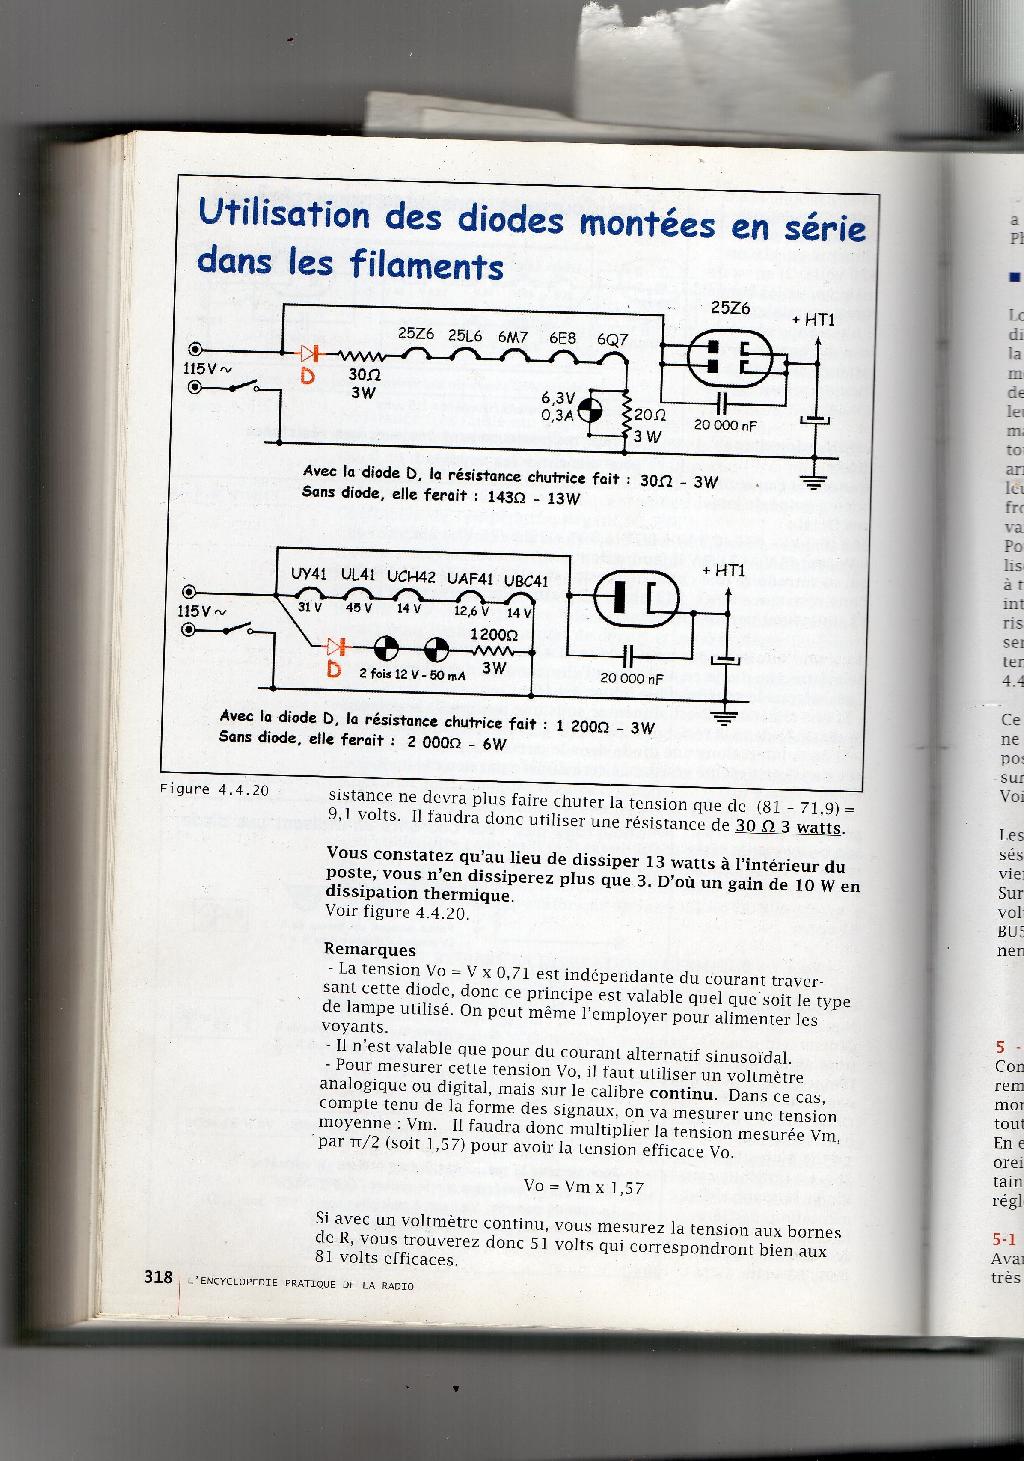 Utilisation des diodes montées en série
dans les filaments
25Z6
+ HT1
25Z6 25L6 6M7 6E8 6Q7
115V~
D
30Ω
3W
6,3V
0,3A
20Ω
3 W
20 000 nF
Avec la diode D, la résistance chutrice fait : 30Ω - 3W
Sans diode, elle ferait : 143Ω - 13W
+ HT1
UY41 UL41 UCH42 UAF41 UBC41
31 V 45 V 14 V 12,6 V 14 V
115V~
1200Ω
D
2 fois 12 V - 50 mA
3W
20 000 nF
Avec la diode D, la résistance chutrice fait : 1 200Ω - 3W
Sans diode, elle ferait : 2 000Ω - 6W
Figure 4.4.20
sistance ne devra plus faire chuter la tension que de (81 - 71,9) =
9,1 volts. Il faudra donc utiliser une résistance de 30 Ω 3 watts.
Vous constatez qu'au lieu de dissiper 13 watts à l'intérieur du
poste, vous n'en dissiperez plus que 3. D'où un gain de 10 W en
dissipation thermique.
Voir figure 4.4.20.
Remarques
- La tension Vo = V x 0,71 est indépendante du courant traver-
sant cette diode, donc ce principe est valable quel que soit le type
de lampe utilisé. On peut même l'employer pour alimenter les
voyants.
- Il n'est valable que pour du courant alternatif sinusoïdal.
- Pour mesurer cette tension Vo, il faut utiliser un voltmètre
analogique ou digital, mais sur le calibre continu. Dans ce cas,
compte tenu de la forme des signaux, on va mesurer une tension
moyenne : Vm. Il faudra donc multiplier la tension mesurée Vm,
par π/2 (soit 1,57) pour avoir la tension efficace Vo.
Vo = Vm x 1,57
Si avec un voltmètre continu, vous mesurez la tension aux bornes
de R, vous trouverez donc 51 volts qui correspondront bien aux
81 volts efficaces.
318 L'ENCYCLOPEDIE PRATIQUE DE LA RADIO
5 -
5-1